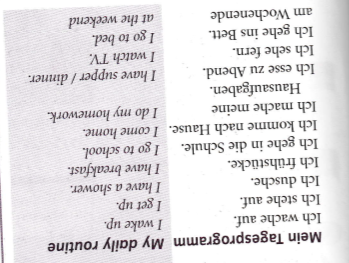 Mein Tagesprogramm My daily routine
Ich wache auf. I wake up.
Ich stehe auf. I get up.
Ich dusche. I have a shower.
Ich frühstücke. I have breakfast.
Ich gehe in die Schule. I go to school.
Ich komme nach Hause. I come home.
Ich mache meine I do my homework.
Hausaufgaben.
Ich esse zu Abend. I have supper / dinner.
Ich sehe fern. I watch TV.
Ich gehe ins Bett. I go to bed.
am Wochenende at the weekend